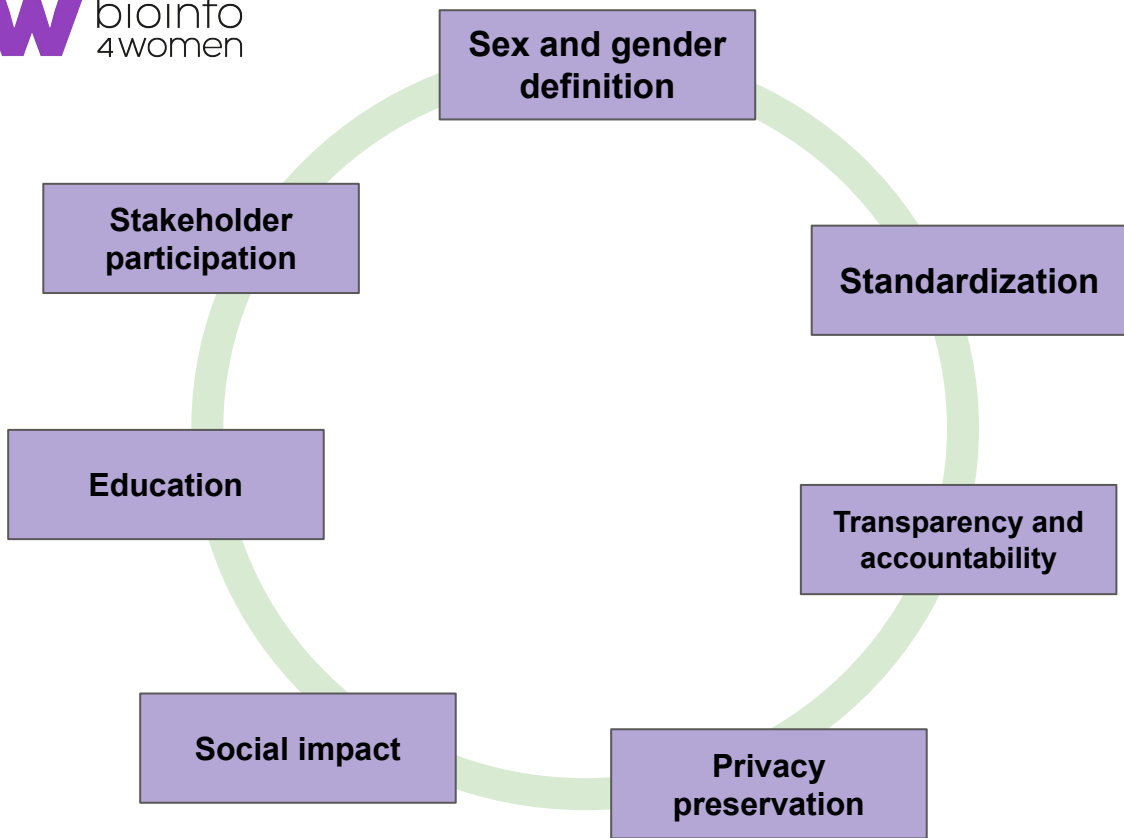 W bioinfo
4women
Sex and gender
definition
Stakeholder
participation
Standardization
Education
Transparency and
accountability
Social impact
Privacy
preservation